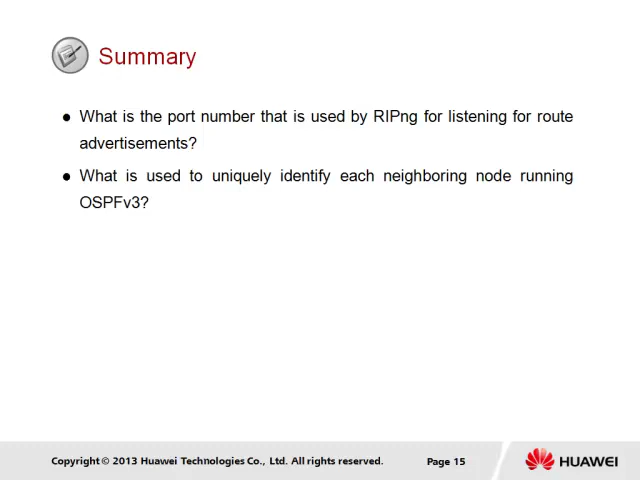 Summary
● What is the port number that is used by RIPng for listening for route
advertisements?
● What is used to uniquely identify each neighboring node running
OSPFv3?
Copyright © 2013 Huawei Technologies Co., Ltd. All rights reserved.
Page 15
HUAWEI